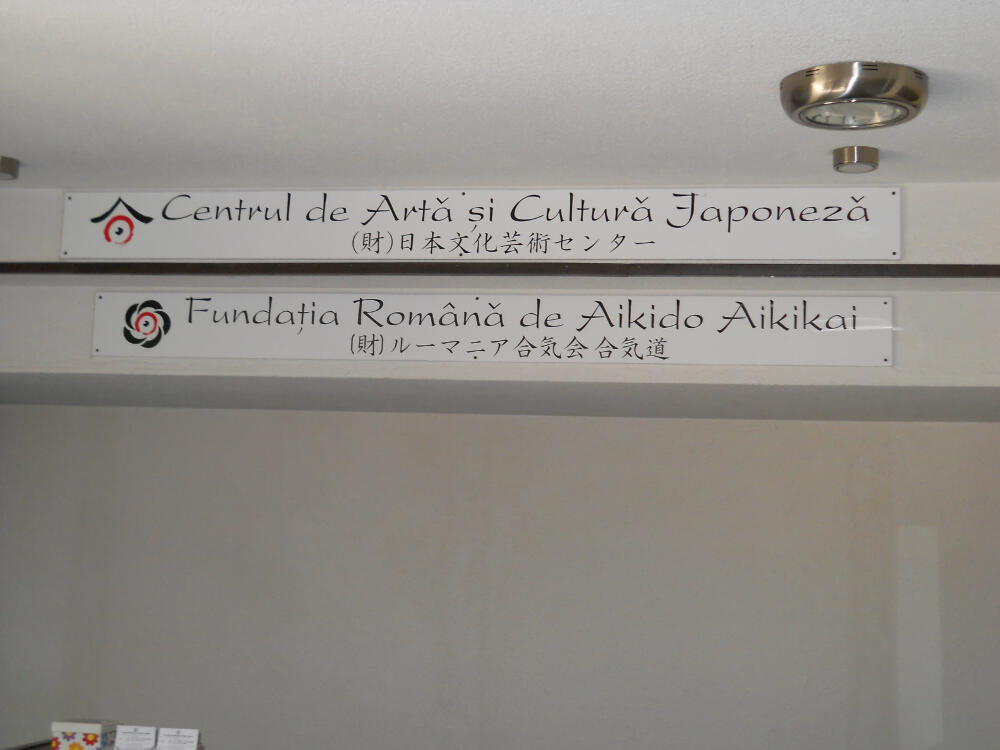 Centrul de Artă și Cultură Japoneză
(財)日本文化芸術センター
Fundația Română de Aikido Aikikai
(財)ルーマニア合気会 合気道